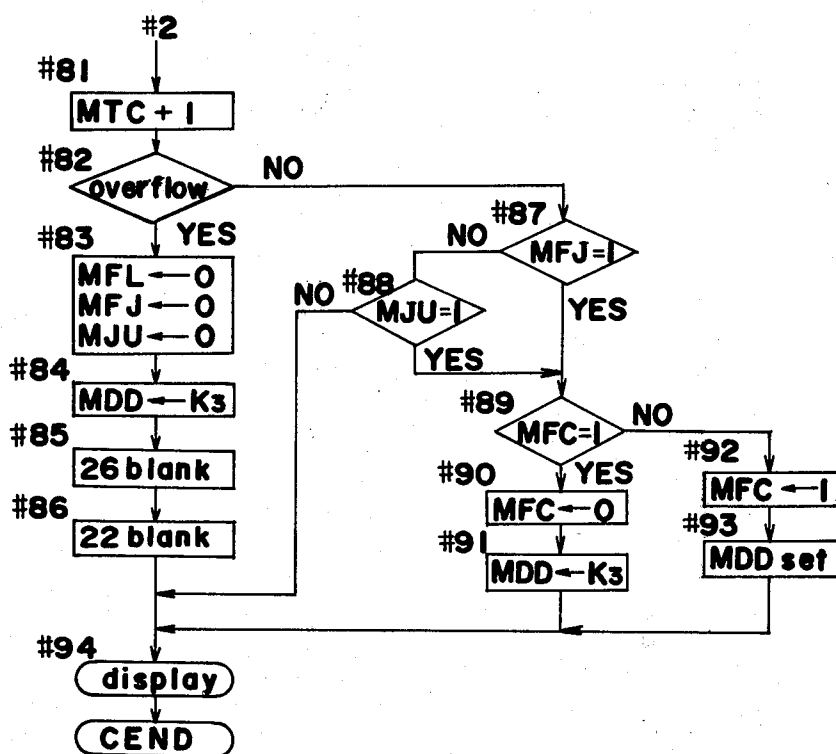 #2
#81
MTC + 1
#82
overflow
NO
YES
#83
MFL ← 0
MFJ ← 0
MJU ← 0
#84
MDD ← K3
#85
26 blank
#86
22 blank
#87
MFJ=1
NO
YES
#88
MJU=1
NO
YES
#89
MFC=1
NO
YES
#90
MFC ← 0
#91
MDD ← K3
#92
MFC ← 1
#93
MDD set
#94
display
CEND